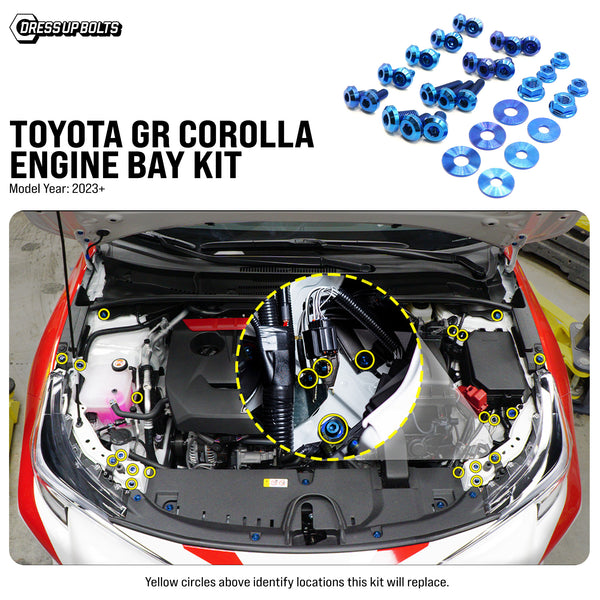 DRESS UP BOLTS
TOYOTA GR COROLLA
ENGINE BAY KIT
Model Year: 2023+
Yellow circles above identify locations this kit will replace.